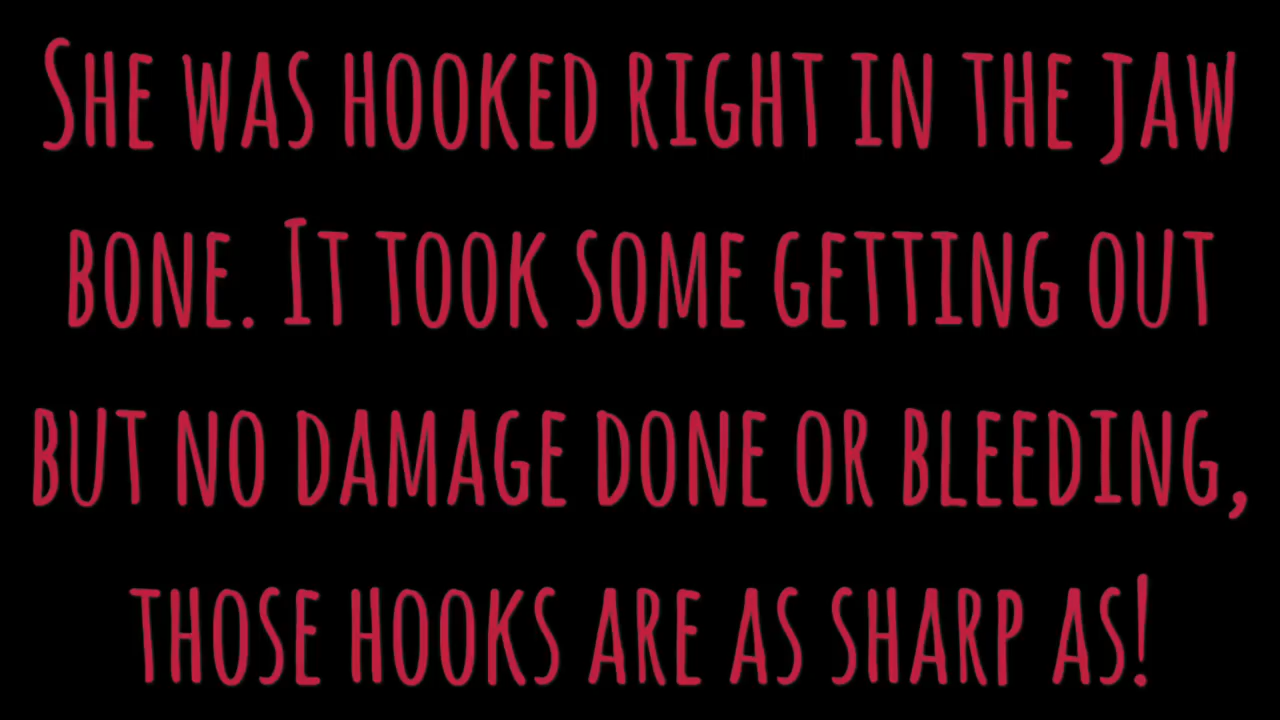 She was hooked right in the jaw
bone. It took some getting out
but no damage done or bleeding,
those hooks are as sharp as!